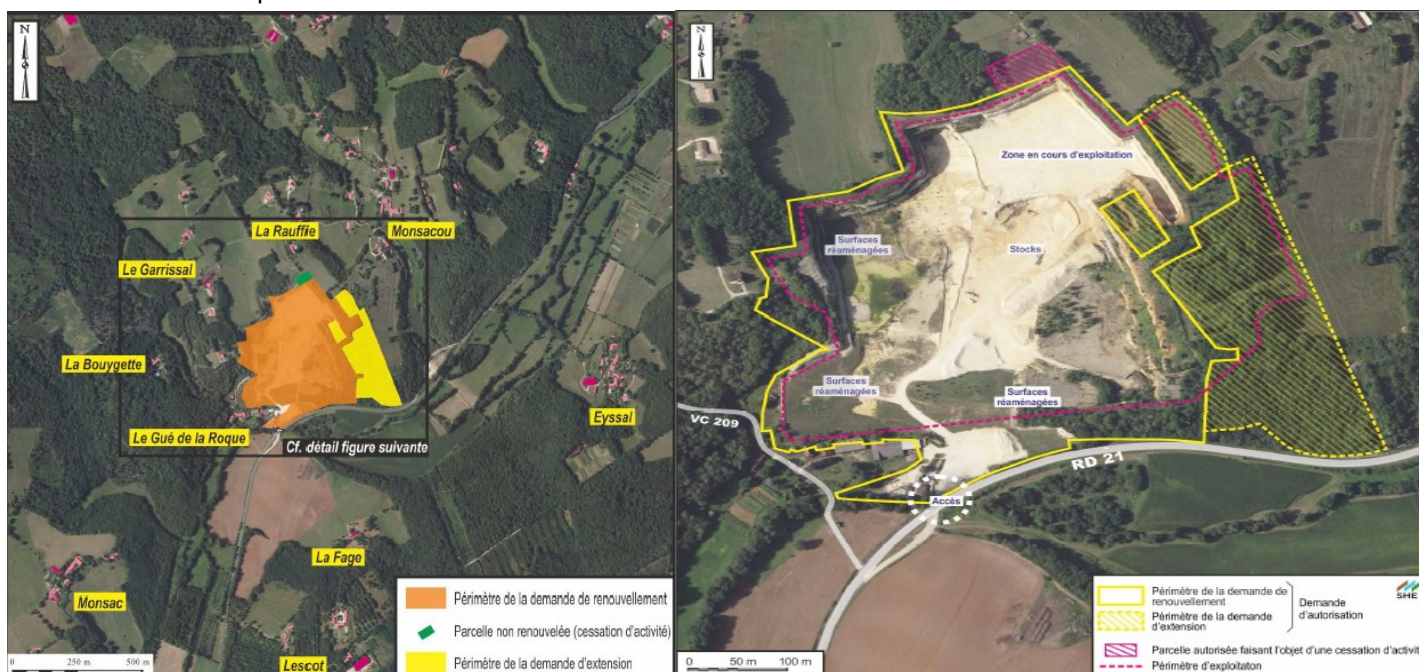 N
La Rauffie
Monsacou
Le Garrissal
La Bouygette
Eyssal
Le Gué de la Roque
Cf. détail figure suivante
La Fage
Monsac
Lescot
Périmètre de la demande de renouvellement
Parcelle non renouvelée (cessation d'activité)
Périmètre de la demande d'extension
0 250 m 500 m
N
Zone en cours d'exploitation
Surfaces
réaménagées
Stocks
Surfaces
réaménagées
Surfaces
réaménagées
VC 209
RD 21
Accès
Périmètre de la demande de
renouvellement
Périmètre de la demande
d'extension
Demande
d'autorisation
Parcelle autorisée faisant l'objet d'une cessation d'activit
Périmètre d'exploitaton
0 50 m 100 m